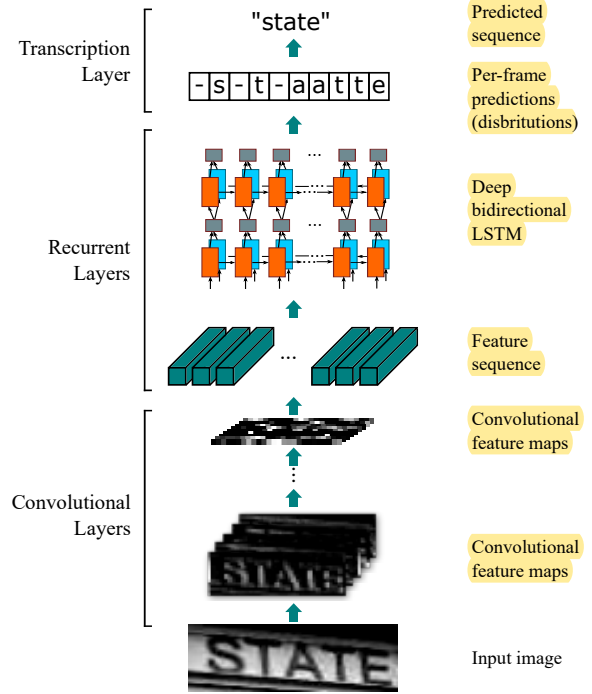 "state"
Predicted
sequence
Transcription
Layer
-s-t-aatte
Per-frame
predictions
(disbritutions)
...
Deep
bidirectional
LSTM
Recurrent
Layers
...
Feature
sequence
Convolutional
feature maps
Convolutional
Layers
STATE
Convolutional
feature maps
STATE
Input image